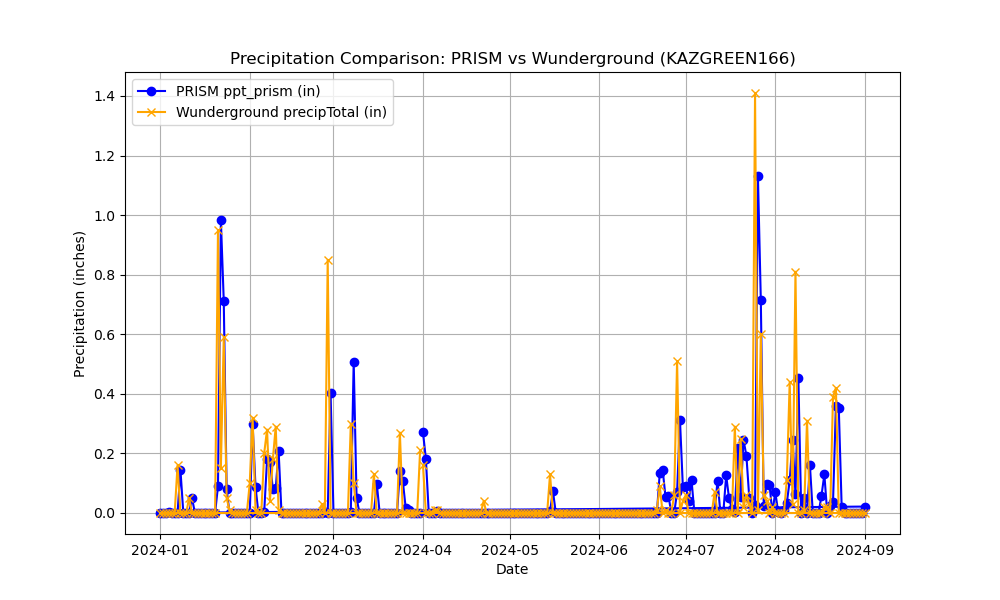 Precipitation Comparison: PRISM vs Wunderground (KAZGREEN166)
PRISM ppt_prism (in)
Wunderground precipTotal (in)
Precipitation (inches)
1.4
1.2
1.0
0.8
0.6
0.4
0.2
0.0
2024-01 2024-02 2024-03 2024-04 2024-05 2024-06 2024-07 2024-08 2024-09
Date